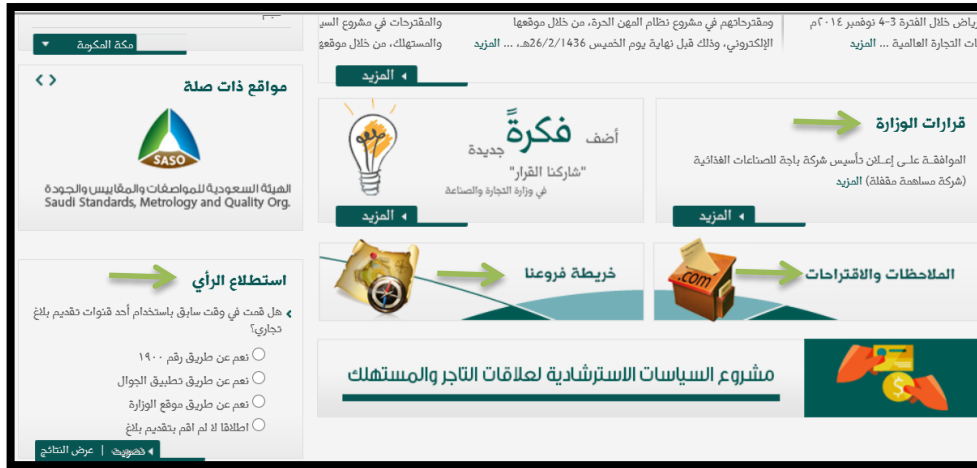 رياض خلال الفترة 3-4 نوفمبر ٢٠١٤م
ات التجارة العالمية ... المزيد
ومقترحاتهم في مشروع نظام المهن الحرة، من خلال موقعها
الإلكتروني، وذلك قبل نهاية يوم الخميس 26/2/1436هـ، ... المزيد
والمقترحات في مشروع السي
والمستهلك، من خلال موقعه
المزيد
مكة المكرمة
قرارات الوزارة
الموافقة على إعلان تأسيس شركة باجة للصناعات الغذائية
(شركة مساهمة مقفلة) المزيد
المزيد
أضف فكرةً جديدة
"شاركنا القرار"
في وزارة التجارة والصناعة
المزيد
مواقع ذات صلة
SASO
الهيئة السعودية للمواصفات والمقاييس والجودة
Saudi Standards, Metrology and Quality Org.
الملاحظات والاقتراحات
.com
خريطة فروعنا
استطلاع الرأي
هل قمت في وقت سابق باستخدام أحد قنوات تقديم بلاغ
تجاري؟
نعم عن طريق رقم ١٩٠٠
نعم عن طريق تطبيق الجوال
نعم عن طريق موقع الوزارة
اطلاقا لا لم اقم بتقديم بلاغ
تصويت | عرض النتائج
مشروع السياسات الاسترشادية لعلاقات التاجر والمستهلك